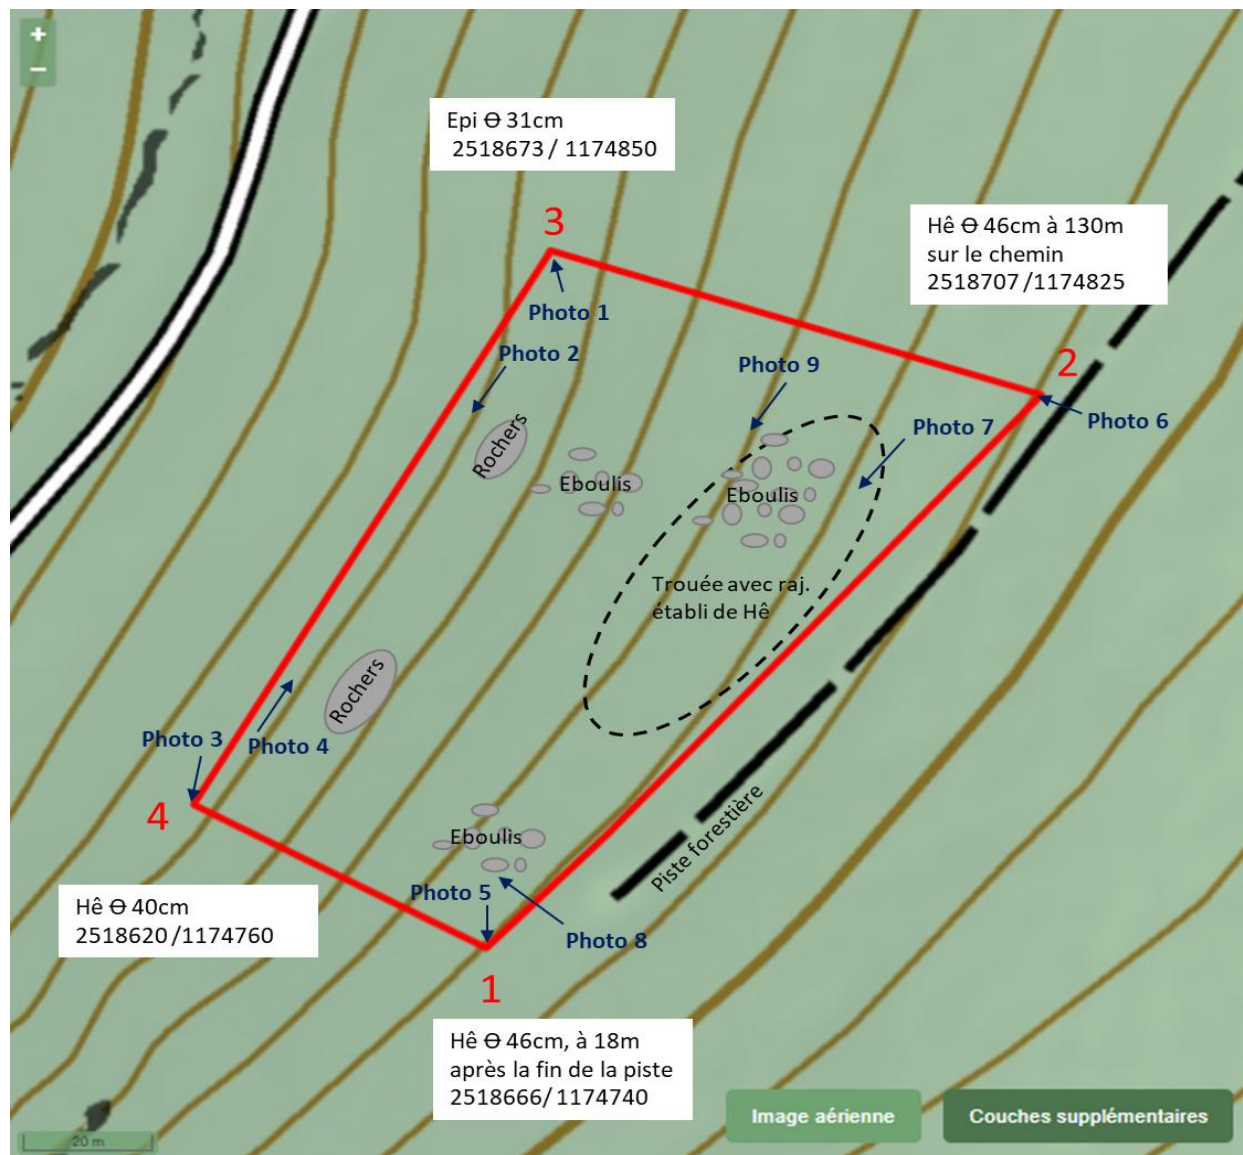 +
−
Epi Ꝋ 31cm
2518673 / 1174850
3
Hê Ꝋ 46cm à 130m
sur le chemin
2518707 /1174825
Photo 1
Photo 2
2
Photo 9
Photo 6
Photo 7
Rochers
Eboulis
Eboulis
Trouée avec raj.
établi de Hê
Rochers
Photo 3
Photo 4
4
Piste forestière
Eboulis
Photo 5
Photo 8
Hê Ꝋ 40cm
2518620 /1174760
1
Hê Ꝋ 46cm, à 18m
après la fin de la piste
2518666/ 1174740
Image aérienne
Couches supplémentaires
20 m